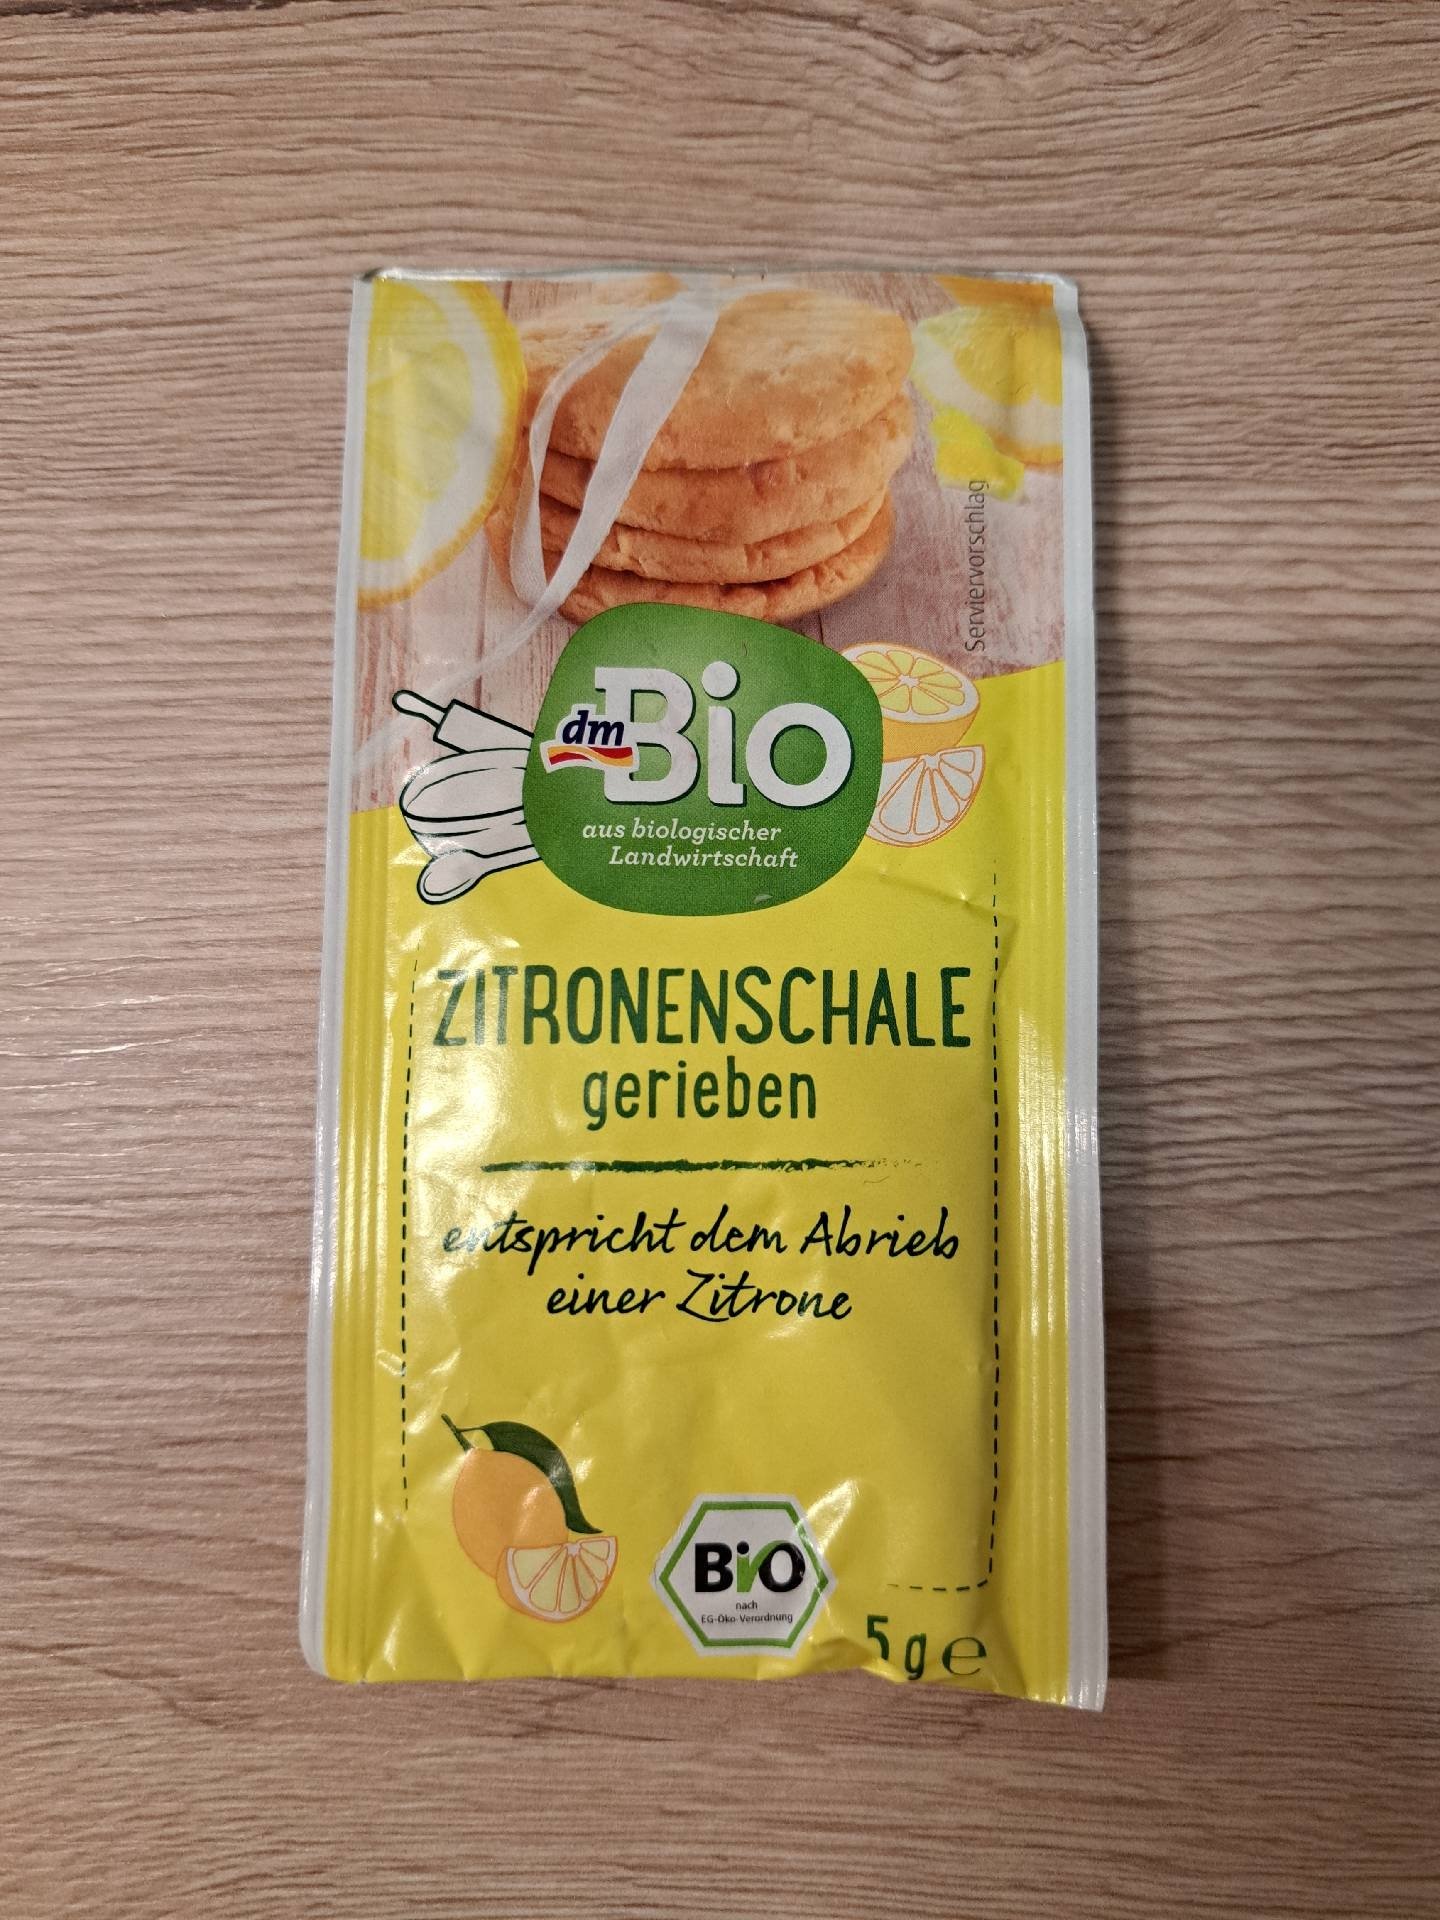 Serviervorschlag
dm
Bio
aus biologischer
Landwirtschaft
ZITRONENSCHALE
gerieben
entspricht dem Abrieb
einer Zitrone
BiO
nach
EG-Öko-Verordnung
5 g e